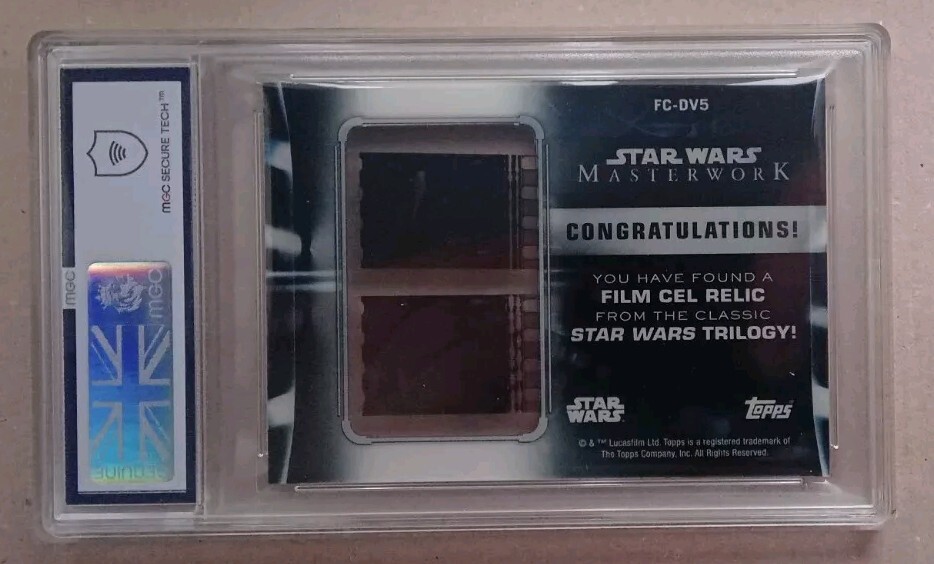 MGC SECURE TECH™
MGC
MGC
GENUINE
FC-DV5
STAR WARS
MASTERWORK
CONGRATULATIONS!
YOU HAVE FOUND A
FILM CEL RELIC
FROM THE CLASSIC
STAR WARS TRILOGY!
STAR
WARS
Topps
© & ™ Lucasfilm Ltd. Topps is a registered trademark of
The Topps Company, Inc. All Rights Reserved.